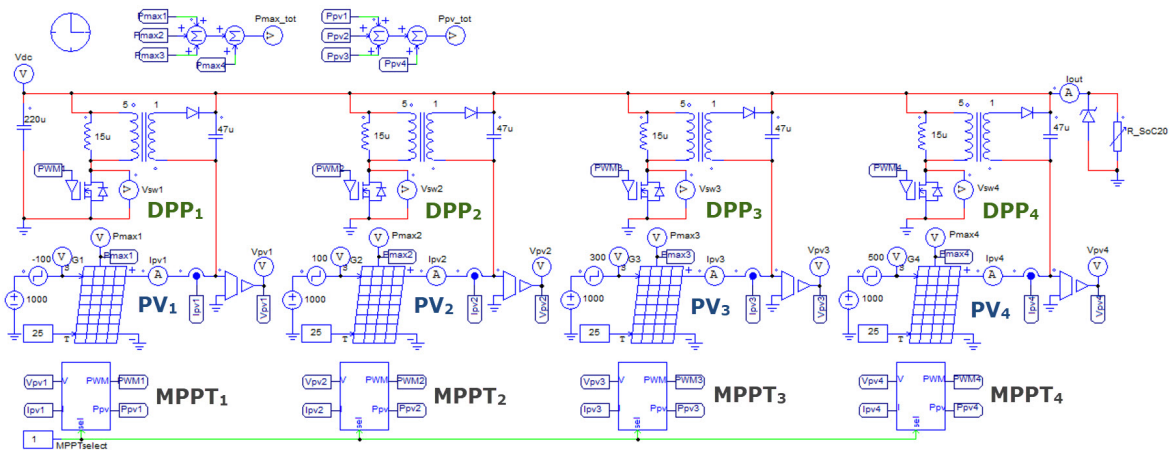 Pmax1
Pmax2
Pmax3
Pmax4
Pmax_tot
Ppv1
Ppv2
Ppv3
Ppv4
Ppv_tot
Vdc
V
220u
15u
5
1
47u
PWM1
Vsw1
DPP1
15u
5
1
47u
PWM2
Vsw2
DPP2
15u
5
1
47u
PWM3
Vsw3
DPP3
15u
5
1
47u
PWM4
Vsw4
DPP4
Iout
A
R_SoC20
-100
G1
Pmax1
Pmax1
Ipv1
A
Vpv1
V
1000
25
T
PV1
Ipv1
Vpv1
100
G2
Pmax2
Pmax2
Ipv2
A
Vpv2
V
1000
25
T
PV2
Ipv2
Vpv2
300
G3
Pmax3
Pmax3
Ipv3
A
Vpv3
V
1000
25
T
PV3
Ipv3
Vpv3
500
G4
Pmax4
Pmax4
Ipv4
A
Vpv4
V
1000
25
T
PV4
Ipv4
Vpv4
Vpv1
V
PWM
PWM1
Ipv1
I
Ppv
Ppv1
sel
MPPT1
Vpv2
V
PWM
PWM2
Ipv2
I
Ppv
Ppv2
sel
MPPT2
Vpv3
V
PWM
PWM3
Ipv3
I
Ppv
Ppv3
sel
MPPT3
Vpv4
V
PWM
PWM4
Ipv4
I
Ppv
Ppv4
sel
MPPT4
1
MPPTselect